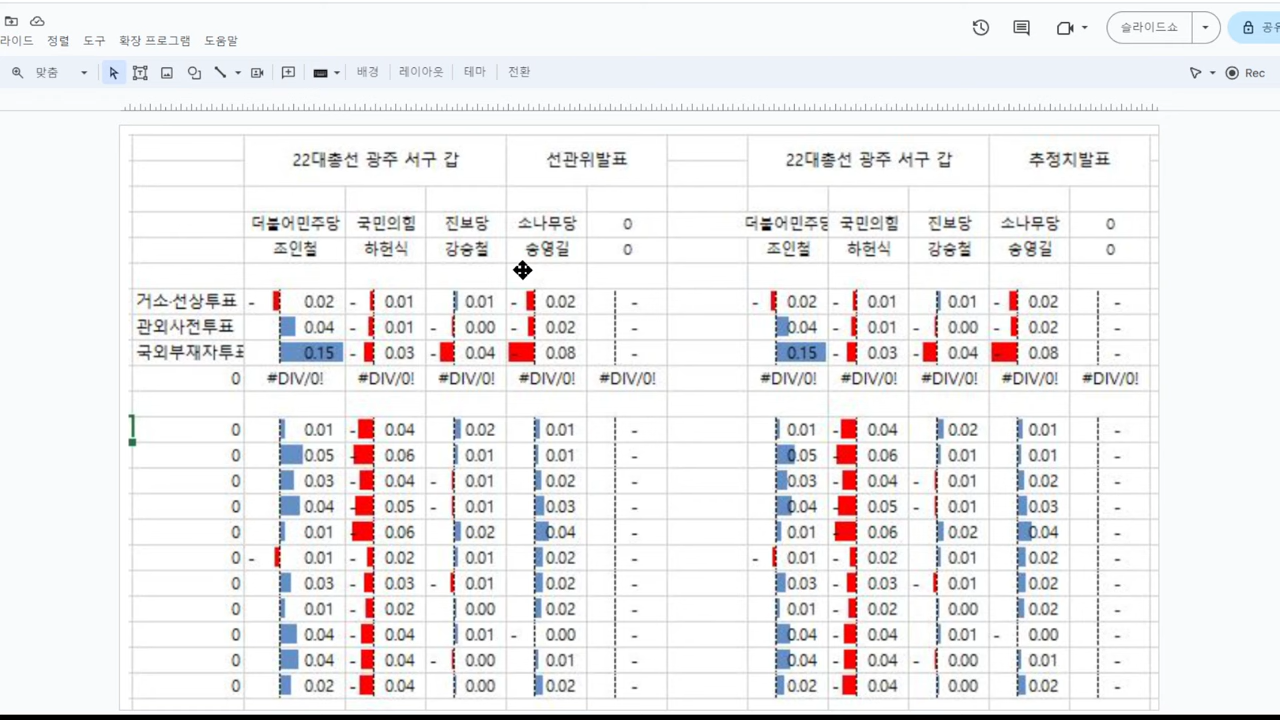 라이드 정렬 도구 확장 프로그램 도움말 슬라이드쇼 공유
맞춤 배경 레이아웃 테마 전환 Rec
22대총선 광주 서구 갑 선관위발표 22대총선 광주 서구 갑 추정치발표
더불어민주당 국민의힘 진보당 소나무당 0 더불어민주당 국민의힘 진보당 소나무당 0
조인철 하헌식 강승철 송영길 0 조인철 하헌식 강승철 송영길 0
거소·선상투표 - 0.02 - 0.01 0.01 - 0.02 - - 0.02 - 0.01 0.01 - 0.02 -
관외사전투표 0.04 - 0.01 - 0.00 - 0.02 - 0.04 - 0.01 - 0.00 - 0.02 -
국외부재자투표 0.15 - 0.03 - 0.04 - 0.08 - 0.15 - 0.03 - 0.04 - 0.08 -
0 #DIV/0! #DIV/0! #DIV/0! #DIV/0! #DIV/0! #DIV/0! #DIV/0! #DIV/0! #DIV/0! #DIV/0!
0 0.01 - 0.04 0.02 0.01 - 0.01 - 0.04 0.02 0.01 -
0 0.05 - 0.06 0.01 0.01 - 0.05 - 0.06 0.01 0.01 -
0 0.03 - 0.04 - 0.01 0.02 - 0.03 - 0.04 - 0.01 0.02 -
0 0.04 - 0.05 - 0.01 0.03 - 0.04 - 0.05 - 0.01 0.03 -
0 0.01 - 0.06 0.02 0.04 - 0.01 - 0.06 0.02 0.04 -
0 - 0.01 - 0.02 0.01 0.02 - - 0.01 - 0.02 0.01 0.02 -
0 0.03 - 0.03 - 0.01 0.02 - 0.03 - 0.03 - 0.01 0.02 -
0 0.01 - 0.02 0.00 0.02 - 0.01 - 0.02 0.00 0.02 -
0 0.04 - 0.04 0.01 - 0.00 - 0.04 - 0.04 0.01 - 0.00 -
0 0.04 - 0.04 - 0.00 0.01 - 0.04 - 0.04 - 0.00 0.01 -
0 0.02 - 0.04 0.00 0.02 - 0.02 - 0.04 0.00 0.02 -